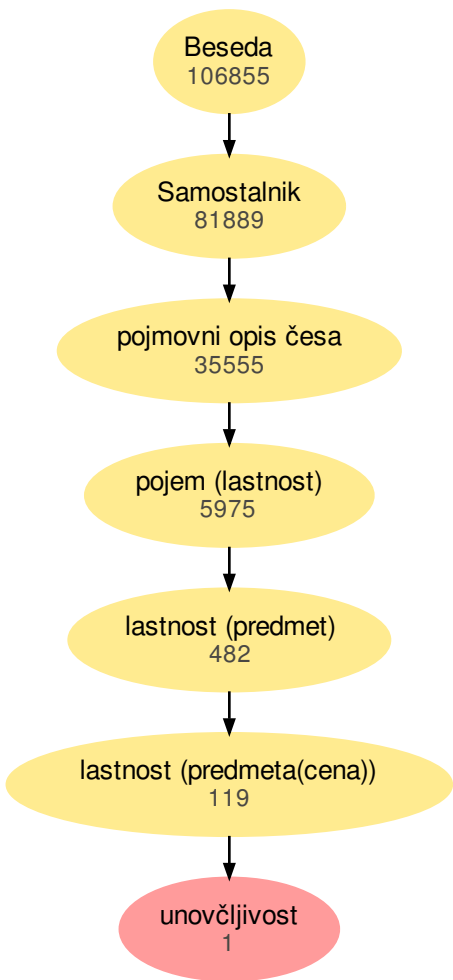 Beseda
106855
Samostalnik
81889
pojmovni opis česa
35555
pojem (lastnost)
5975
lastnost (predmet)
482
lastnost (predmeta(cena))
119
unovčljivost
1